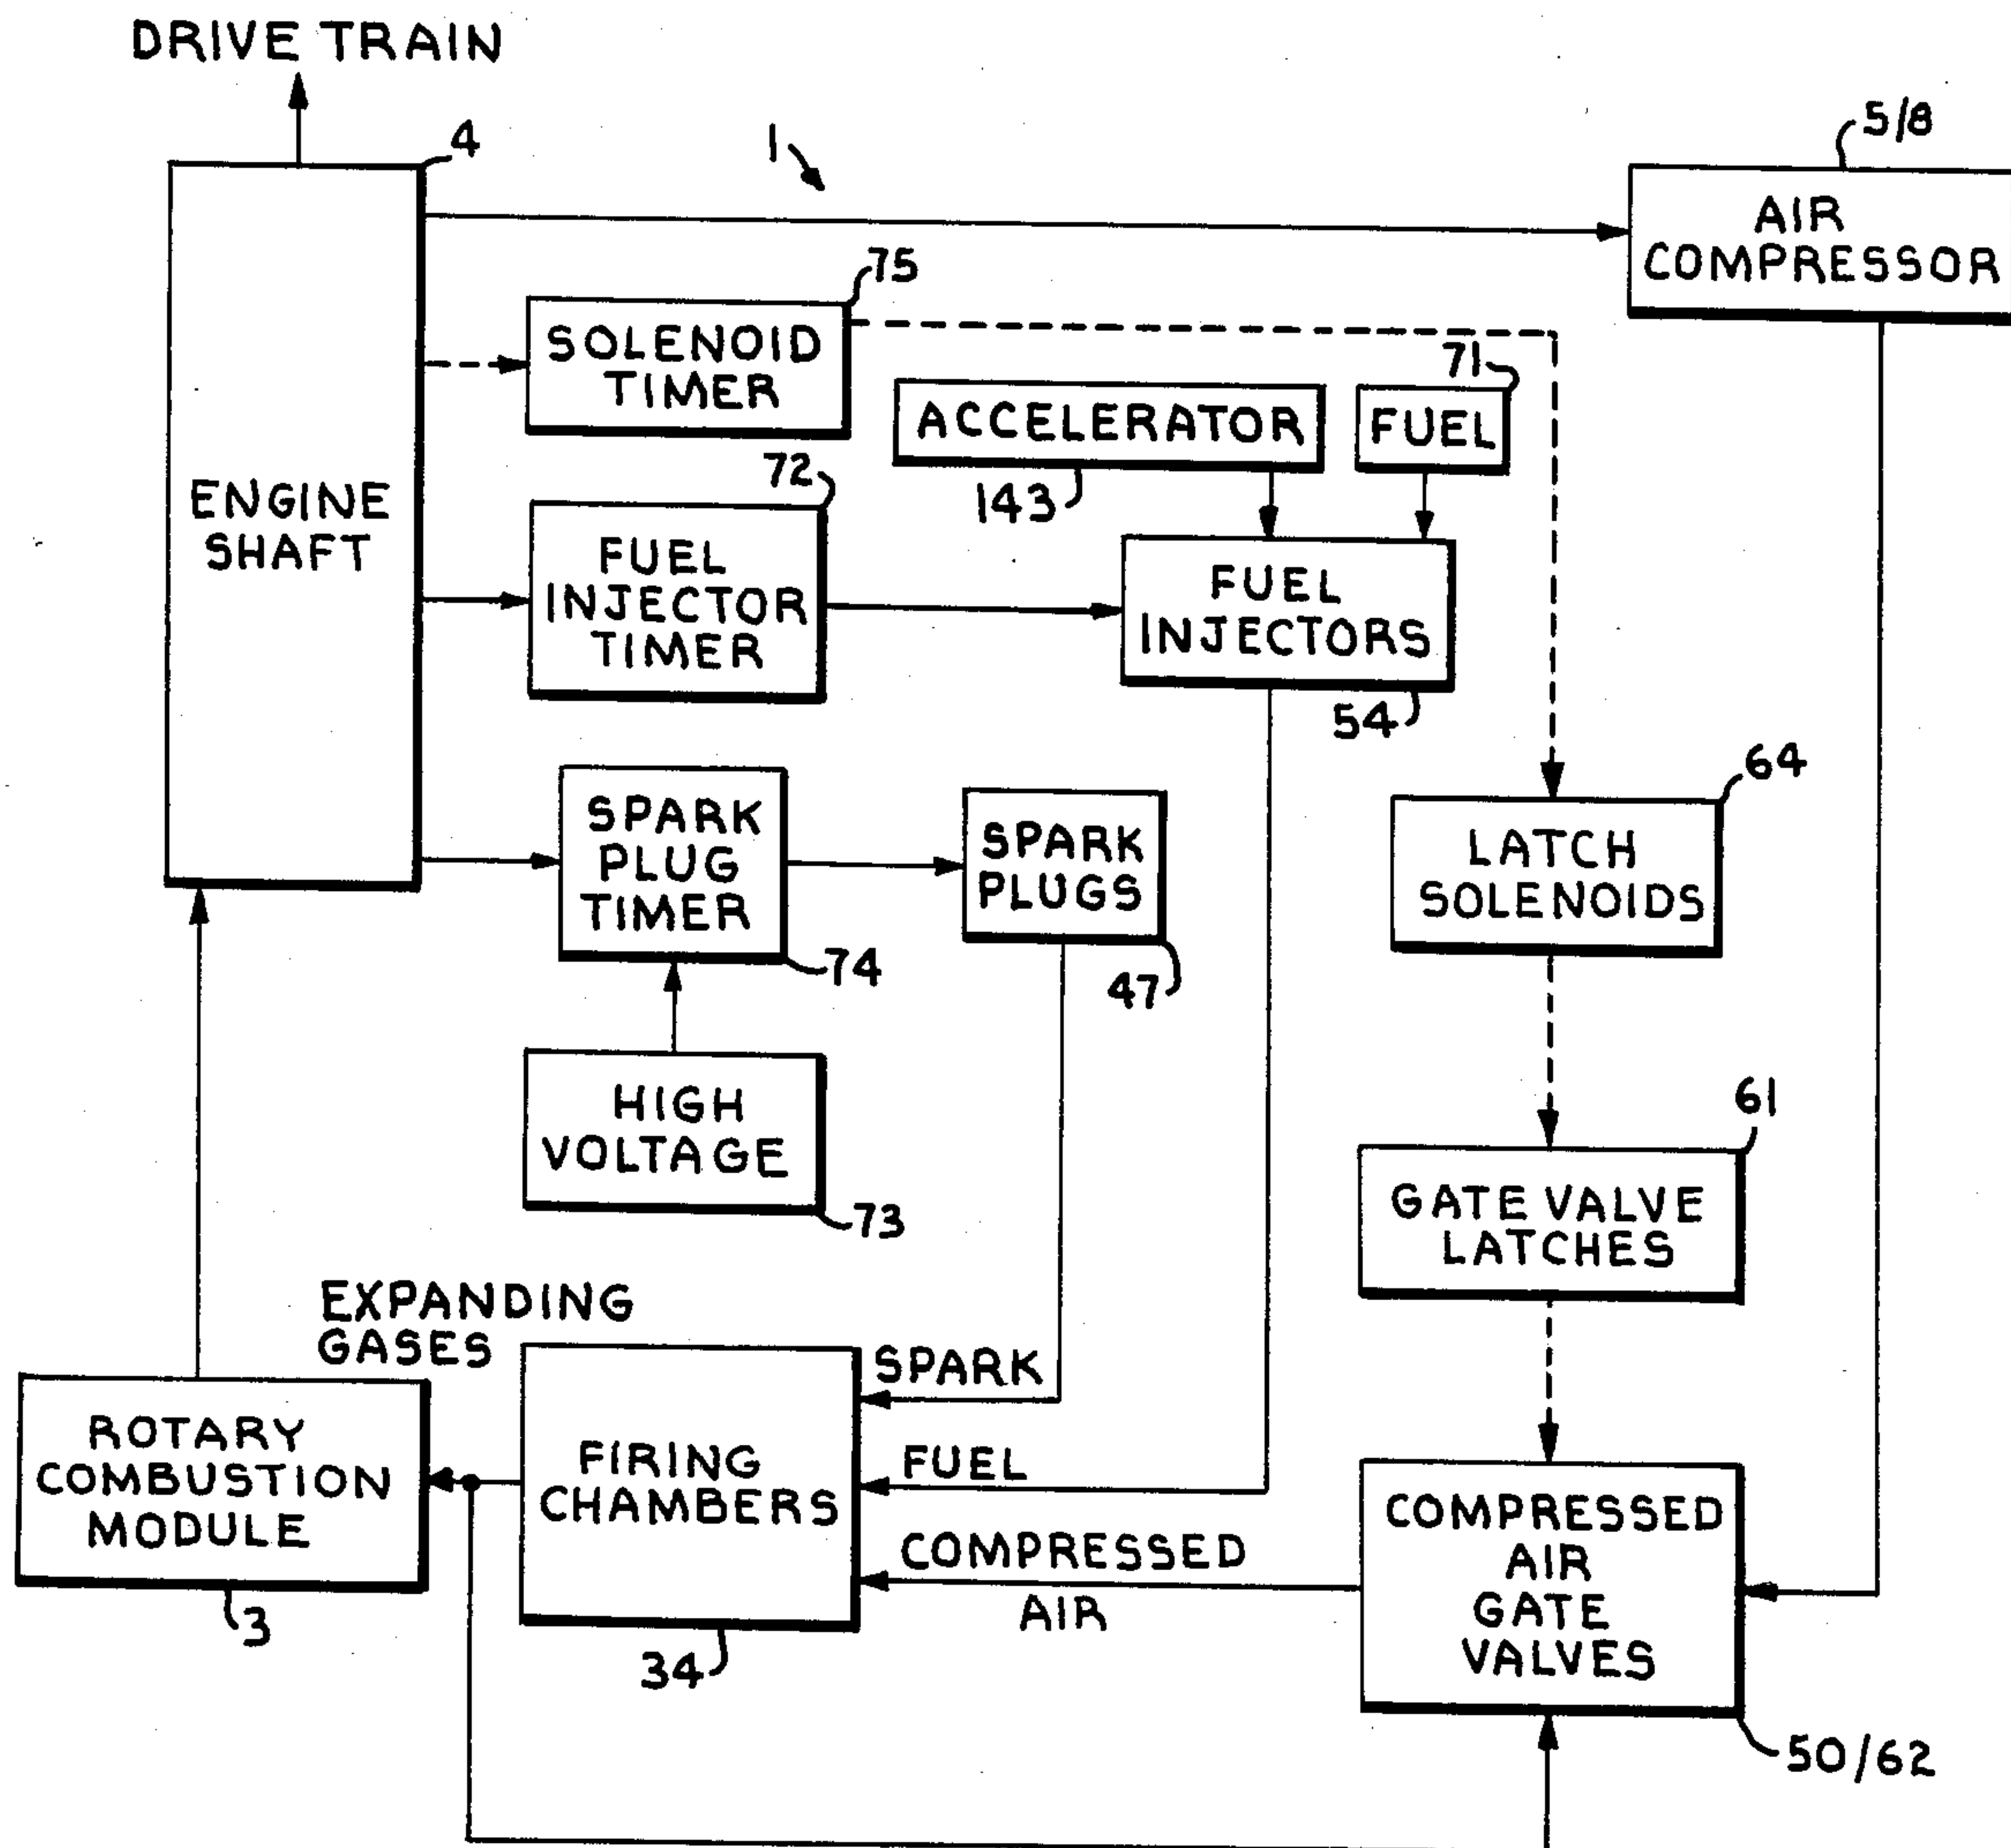 DRIVE TRAIN
4
1
5/8
AIR
COMPRESSOR
75
SOLENOID
TIMER
71
ACCELERATOR
FUEL
143
ENGINE
SHAFT
72
FUEL
INJECTOR
TIMER
FUEL
INJECTORS
54
64
SPARK
PLUG
TIMER
74
SPARK
PLUGS
47
LATCH
SOLENOIDS
HIGH
VOLTAGE
73
61
GATE VALVE
LATCHES
EXPANDING
GASES
SPARK
ROTARY
COMBUSTION
MODULE
3
FIRING
CHAMBERS
34
FUEL
COMPRESSED
AIR
COMPRESSED
AIR
GATE
VALVES
50/62